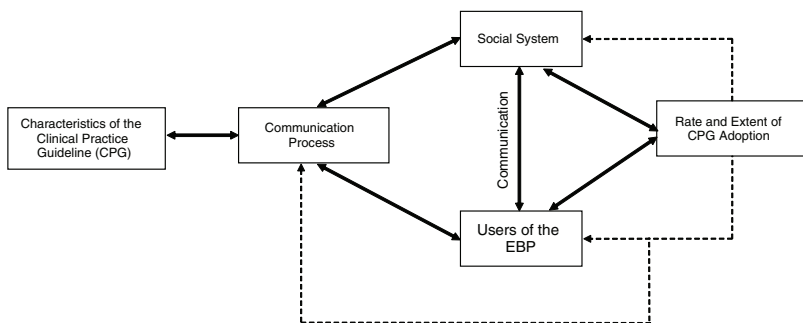 Social System
Characteristics of the
Clinical Practice
Guideline (CPG)
Communication
Process
Communication
Rate and Extent of
CPG Adoption
Users of the
EBP